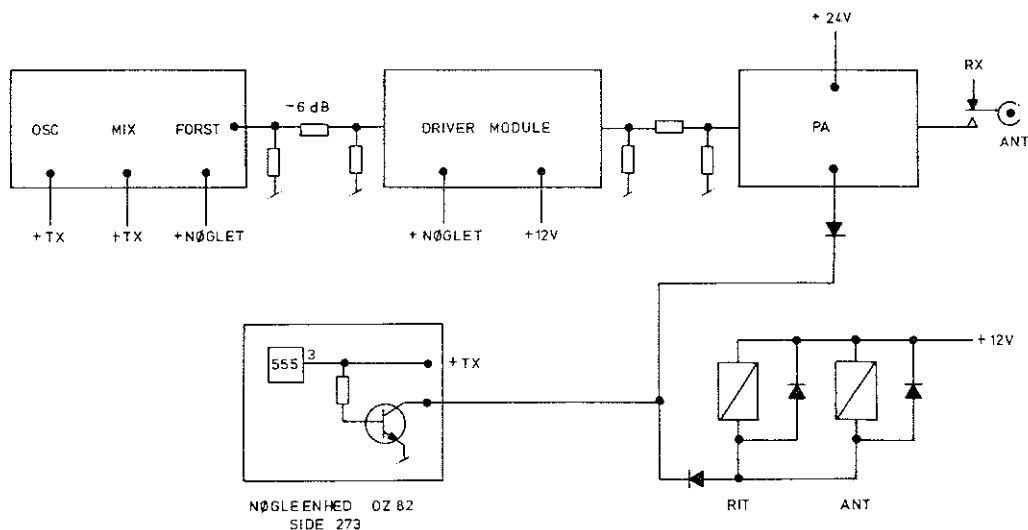 + 24V
RX
-6 dB
OSC MIX FORST
DRIVER MODULE
PA
ANT
+TX +TX +NØGLET
+NØGLET +12V
+12V
555 3
+TX
NØGLEENHED OZ 82
SIDE 273
RIT ANT